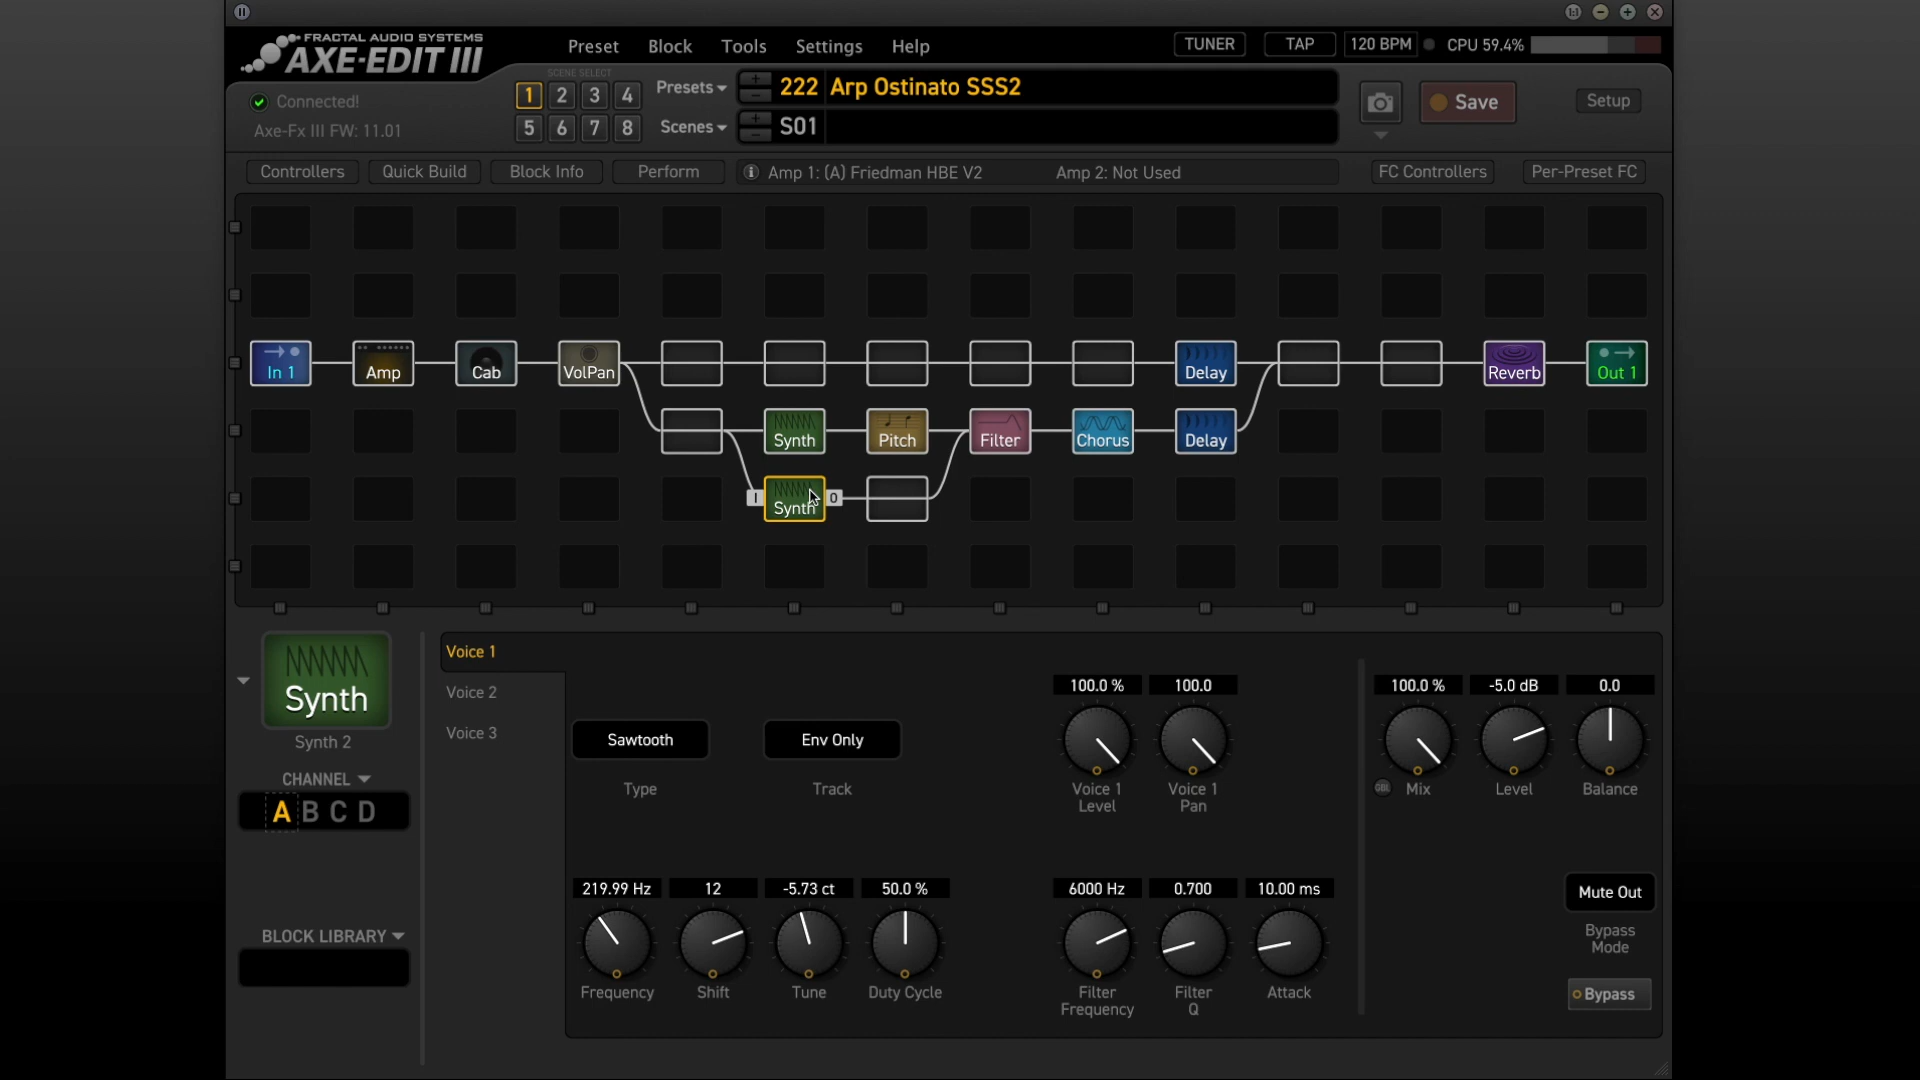 FRACTAL AUDIO SYSTEMS
AXE-EDIT III
Preset Block Tools Settings Help
TUNER TAP 120 BPM CPU 59.4%
Connected!
Axe-Fx III FW: 11.01
SCENE SELECT
1 2 3 4
5 6 7 8
Presets 222 Arp Ostinato SSS2
Scenes S01
Save Setup
Controllers Quick Build Block Info Perform Amp 1: (A) Friedman HBE V2 Amp 2: Not Used FC Controllers Per-Preset FC
In 1 Amp Cab VolPan Delay Reverb Out 1
Synth Pitch Filter Chorus Delay
I Synth O
Synth
Synth 2
CHANNEL
A B C D
BLOCK LIBRARY
Voice 1
Voice 2
Voice 3
100.0 % 100.0 100.0 % -5.0 dB 0.0
Sawtooth Env Only
Type Track Voice 1 Level Voice 1 Pan GBL Mix Level Balance
219.99 Hz 12 -5.73 ct 50.0 % 6000 Hz 0.700 10.00 ms
Mute Out
Bypass Mode
Frequency Shift Tune Duty Cycle Filter Frequency Filter Q Attack
Bypass